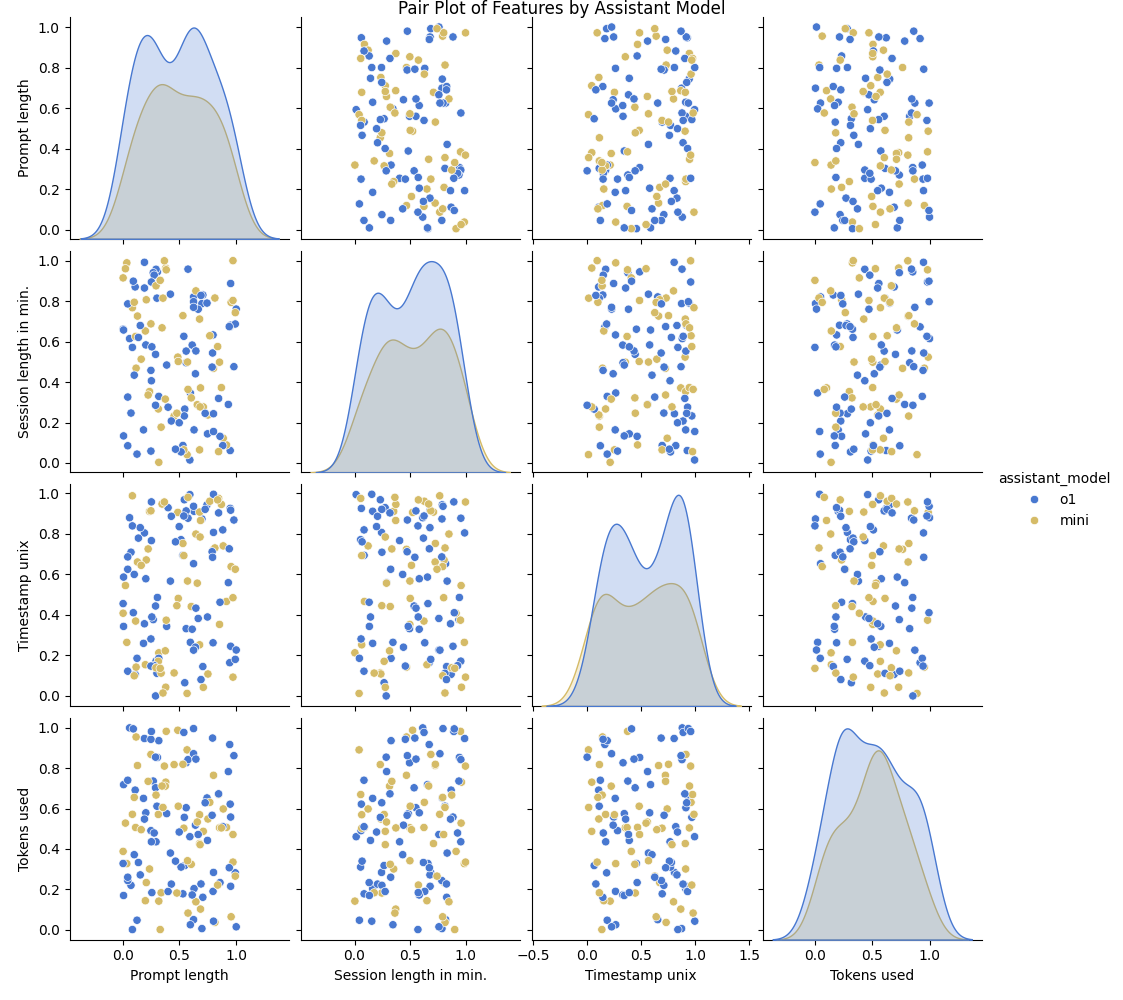 Pair Plot of Features by Assistant Model
1.0
0.8
0.6
0.4
0.2
0.0
Prompt length
1.0
0.8
0.6
0.4
0.2
0.0
Session length in min.
1.0
0.8
0.6
0.4
0.2
0.0
Timestamp unix
1.0
0.8
0.6
0.4
0.2
0.0
Tokens used
0.0 0.5 1.0
Prompt length
0.0 0.5 1.0
Session length in min.
−0.5 0.0 0.5 1.0 1.5
Timestamp unix
0.0 0.5 1.0
Tokens used
assistant_model
o1
mini